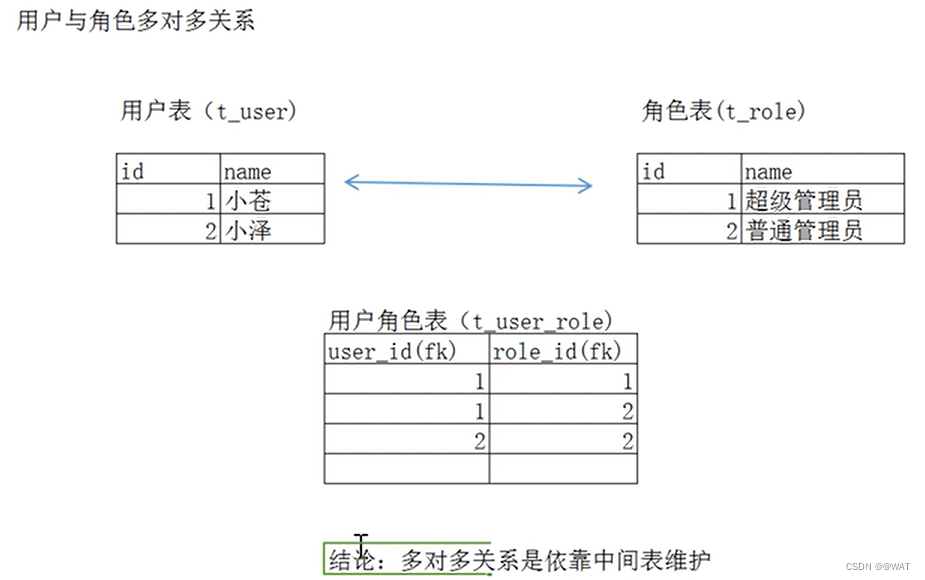 用户与角色多对多关系
用户表（t_user) 角色表(t_role)
id name id name
1 小苍 1 超级管理员
2 小泽 2 普通管理员
用户角色表（t_user_role)
user_id(fk) role_id(fk)
1 1
1 2
2 2
结论：多对多关系是依靠中间表维护
CSDN @@WAT